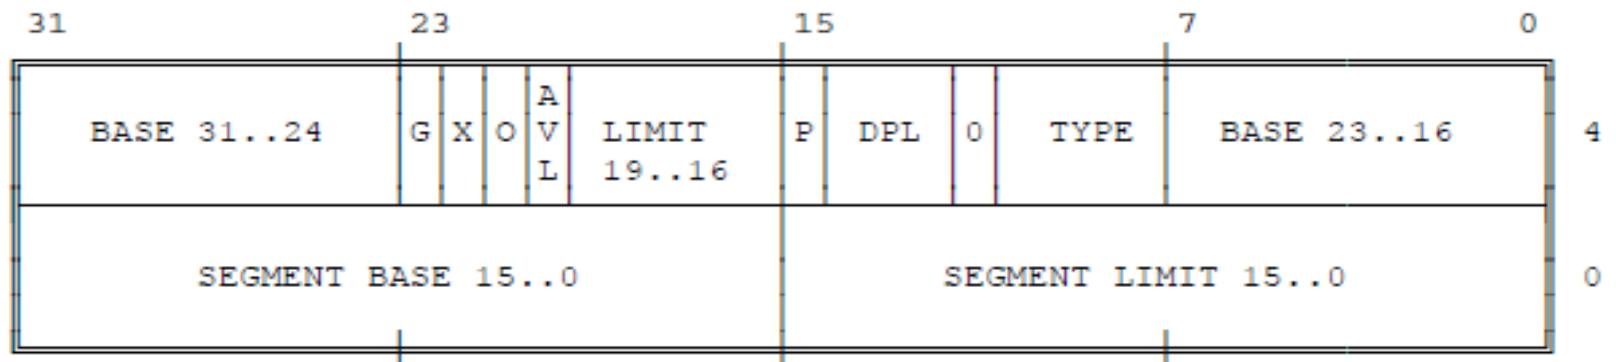 31 23 15 7 0
BASE 31..24 G X O AVL LIMIT 19..16 P DPL 0 TYPE BASE 23..16 4
SEGMENT BASE 15..0 SEGMENT LIMIT 15..0 0